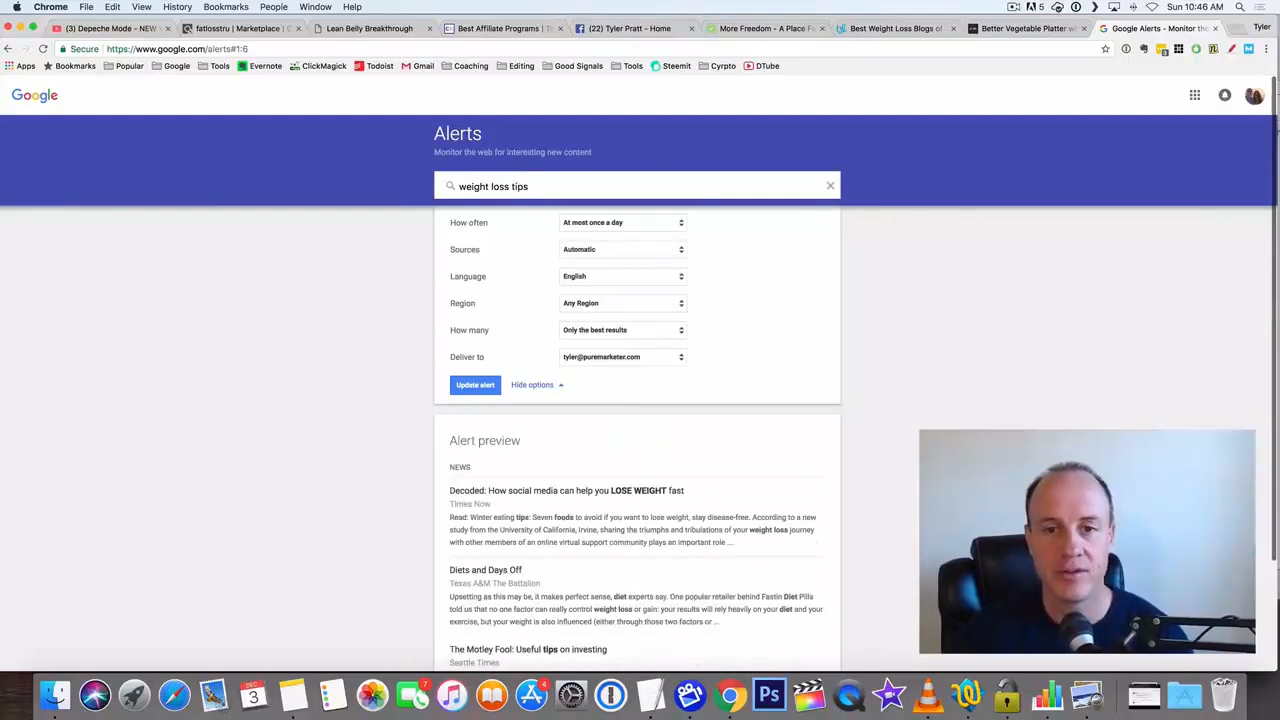 Chrome File Edit View History Bookmarks People Window Help
5 Sun 10:46 AM
(3) Depeche Mode - NEW
fatlosstru | Marketplace | C
Lean Belly Breakthrough
Best Affiliate Programs | T
(22) Tyler Pratt - Home
More Freedom - A Place F
Best Weight Loss Blogs of
Better Vegetable Platter w
Google Alerts - Monitor th
Tyler
Secure https://www.google.com/alerts#1:6
Apps Bookmarks Popular Google Tools Evernote ClickMagick Todoist Gmail Coaching Editing Good Signals Tools Steemit Cyrpto DTube
Google
Alerts
Monitor the web for interesting new content
weight loss tips
How often At most once a day
Sources Automatic
Language English
Region Any Region
How many Only the best results
Deliver to tyler@puremarketer.com
Update alert Hide options
Alert preview
NEWS
Decoded: How social media can help you LOSE WEIGHT fast
Times Now
Read: Winter eating tips: Seven foods to avoid if you want to lose weight, stay disease-free. According to a new
study from the University of California, Irvine, sharing the triumphs and tribulations of your weight loss journey
with other members of an online virtual support community plays an important role ...
Diets and Days Off
Texas A&M The Battalion
Upsetting as this may be, it makes perfect sense, diet experts say. One popular retailer behind Fastin Diet Pills
told us that no one factor can really control weight loss or gain: your results will rely heavily on your diet and your
exercise, but your weight is also influenced (either through those two factors or ...
The Motley Fool: Useful tips on investing
Seattle Times
DEC
3
7
4
Ps